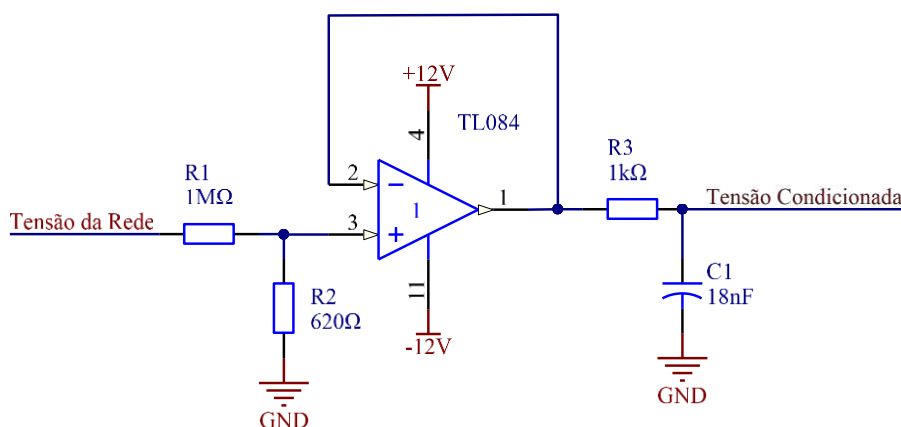 +12V
TL084
4
R3
1kΩ
R1
1MΩ
2
1
1
Tensão da Rede
3
Tensão Condicionada
R2
620Ω
11
C1
18nF
-12V
GND
GND